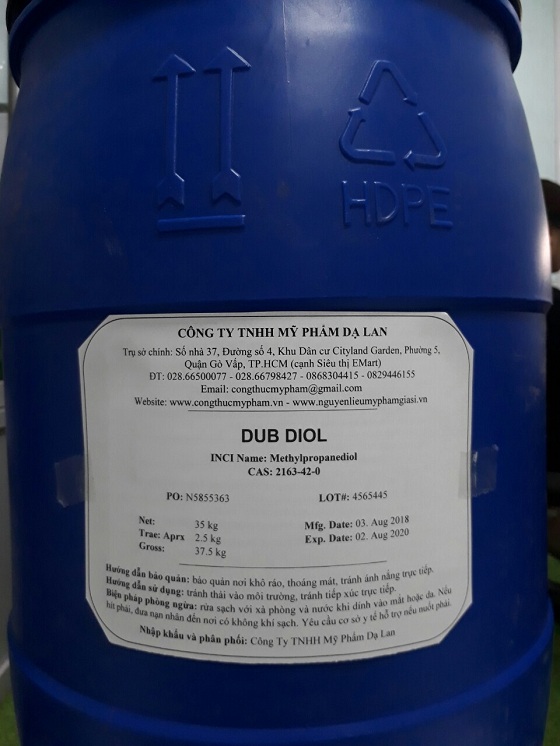 HDPE
CÔNG TY TNHH MỸ PHẨM DẠ LAN
Trụ sở chính: Số nhà 37, Đường số 4, Khu Dân cư Cityland Garden, Phường 5,
Quận Gò Vấp, TP.HCM (cạnh Siêu thị EMart)
ĐT: 028.66500077 - 028.66798427 - 0868304415 - 0829446155
Email: congthucmypham@gmail.com
Website: www.congthucmypham.vn - www.nguyenlieumyphamgiasi.vn
DUB DIOL
INCI Name: Methylpropanediol
CAS: 2163-42-0
PO: N5855363 LOT#: 4565445
Net: 35 kg Mfg. Date: 03. Aug 2018
Trae: Aprx 2.5 kg Exp. Date: 02. Aug 2020
Gross: 37.5 kg
Hướng dẫn bảo quản: bảo quản nơi khô ráo, thoáng mát, tránh ánh nắng trực tiếp.
Hướng dẫn sử dụng: tránh thải vào môi trường, tránh tiếp xúc trực tiếp.
Biện pháp phòng ngừa: rửa sạch với xà phòng và nước khi dính vào mắt hoặc da. Nếu
hít phải, đưa nạn nhân đến nơi có không khí sạch. Yêu cầu cơ sở y tế hỗ trợ nếu nuốt phải.
Nhập khẩu và phân phối: Công Ty TNHH Mỹ Phẩm Dạ Lan